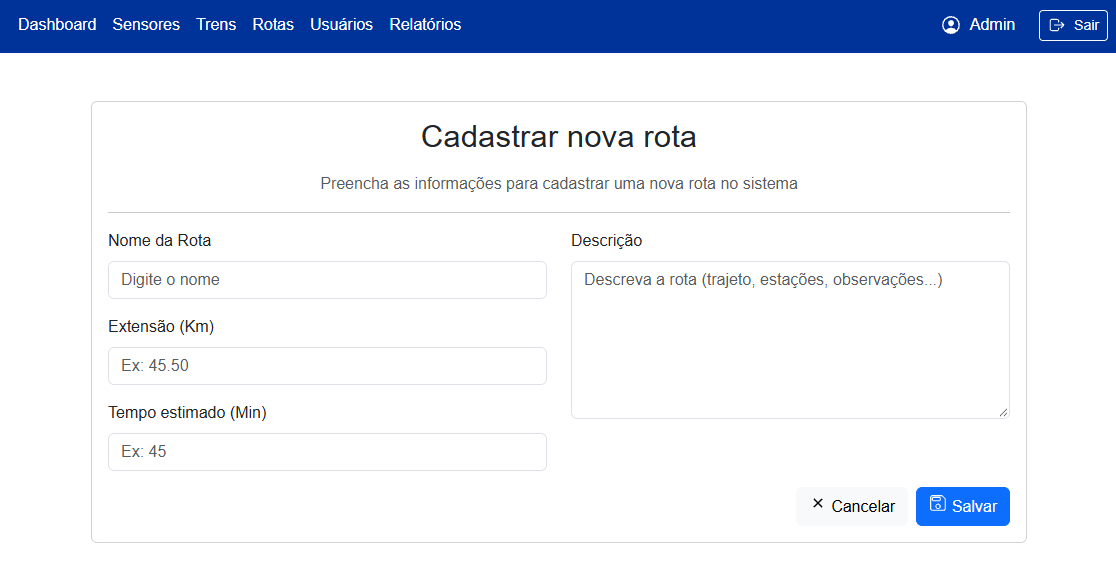 Dashboard Sensores Trens Rotas Usuários Relatórios Admin Sair
Cadastrar nova rota
Preencha as informações para cadastrar uma nova rota no sistema
Nome da Rota
Digite o nome
Extensão (Km)
Ex: 45.50
Tempo estimado (Min)
Ex: 45
Descrição
Descreva a rota (trajeto, estações, observações...)
Cancelar Salvar